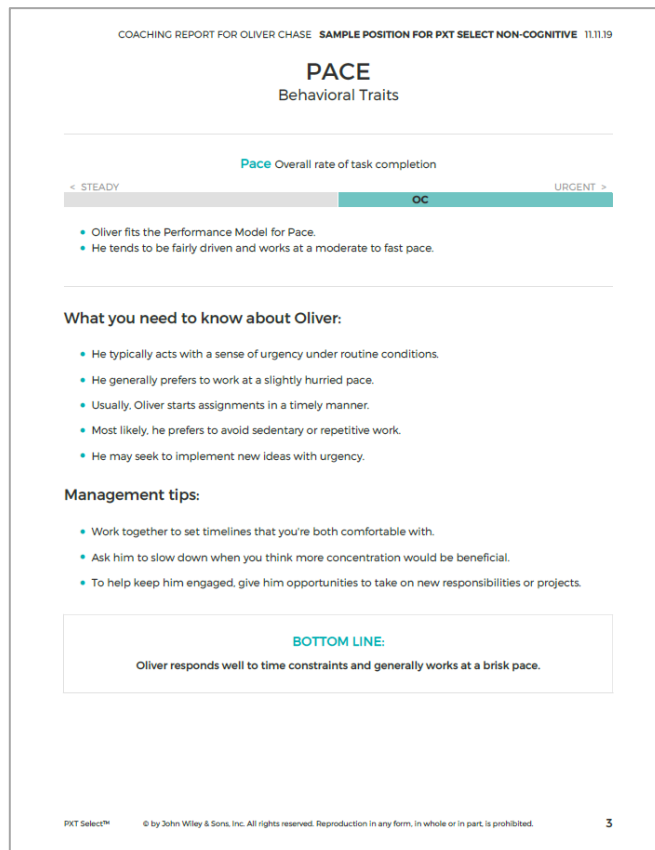 COACHING REPORT FOR OLIVER CHASE SAMPLE POSITION FOR PXT SELECT NON-COGNITIVE 11.11.19
PACE
Behavioral Traits
Pace Overall rate of task completion
< STEADY URGENT >
OC
• Oliver fits the Performance Model for Pace.
• He tends to be fairly driven and works at a moderate to fast pace.
What you need to know about Oliver:
• He typically acts with a sense of urgency under routine conditions.
• He generally prefers to work at a slightly hurried pace.
• Usually, Oliver starts assignments in a timely manner.
• Most likely, he prefers to avoid sedentary or repetitive work.
• He may seek to implement new ideas with urgency.
Management tips:
• Work together to set timelines that you're both comfortable with.
• Ask him to slow down when you think more concentration would be beneficial.
• To help keep him engaged, give him opportunities to take on new responsibilities or projects.
BOTTOM LINE:
Oliver responds well to time constraints and generally works at a brisk pace.
PXT Select™ © by John Wiley & Sons, Inc. All rights reserved. Reproduction in any form, in whole or in part, is prohibited. 3